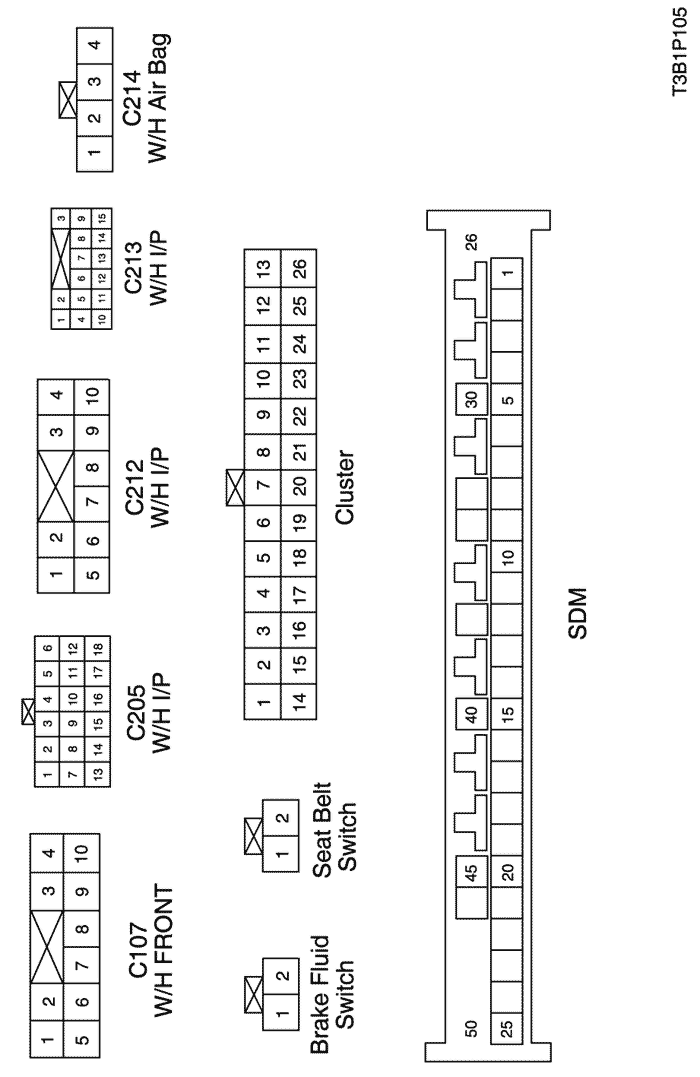 1 2 3 4 5 6 7 8 9 10
C107
W/H FRONT
1 2 3 4 5 6
7 8 9 10 11 12
13 14 15 16 17 18
C205
W/H I/P
1 2 3 4
5 6 7 8 9 10
C212
W/H I/P
1 2 3
4 5 6 7 8 9
10 11 12 13 14 15
C213
W/H I/P
1 2 3 4
C214
W/H Air Bag
1 2
Brake Fluid
Switch
1 2
Seat Belt
Switch
1 2 3 4 5 6 7 8 9 10 11 12 13
14 15 16 17 18 19 20 21 22 23 24 25 26
Cluster
50 45 40 30 26
25 20 15 10 5 1
SDM
T3B1P105